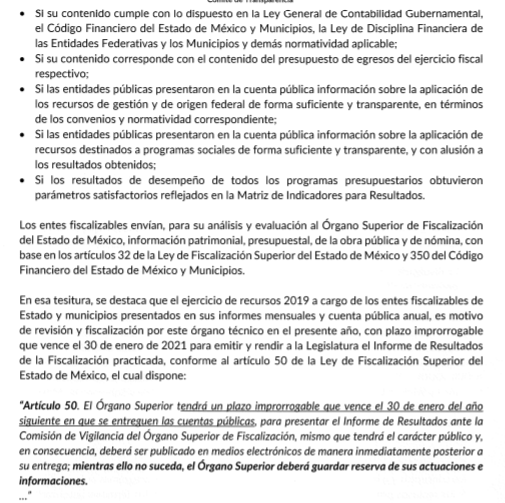 Comité de Transparencia
• Si su contenido cumple con lo dispuesto en la Ley General de Contabilidad Gubernamental,
el Código Financiero del Estado de México y Municipios, la Ley de Disciplina Financiera de
las Entidades Federativas y los Municipios y demás normatividad aplicable;
• Si su contenido corresponde con el contenido del presupuesto de egresos del ejercicio fiscal
respectivo;
• Si las entidades públicas presentaron en la cuenta pública información sobre la aplicación de
los recursos de gestión y de origen federal de forma suficiente y transparente, en términos
de los convenios y normatividad correspondiente;
• Si las entidades públicas presentaron en la cuenta pública información sobre la aplicación de
recursos destinados a programas sociales de forma suficiente y transparente, y con alusión a
los resultados obtenidos;
• Si los resultados de desempeño de todos los programas presupuestarios obtuvieron
parámetros satisfactorios reflejados en la Matriz de Indicadores para Resultados.
Los entes fiscalizables envían, para su análisis y evaluación al Órgano Superior de Fiscalización
del Estado de México, información patrimonial, presupuestal, de la obra pública y de nómina, con
base en los artículos 32 de la Ley de Fiscalización Superior del Estado de México y 350 del Código
Financiero del Estado de México y Municipios.
En esa tesitura, se destaca que el ejercicio de recursos 2019 a cargo de los entes fiscalizables de
Estado y municipios presentados en sus informes mensuales y cuenta pública anual, es motivo
de revisión y fiscalización por este órgano técnico en el presente año, con plazo improrrogable
que vence el 30 de enero de 2021 para emitir y rendir a la Legislatura el Informe de Resultados
de la Fiscalización practicada, conforme al artículo 50 de la Ley de Fiscalización Superior del
Estado de México, el cual dispone:
"Artículo 50. El Órgano Superior tendrá un plazo improrrogable que vence el 30 de enero del año
siguiente en que se entreguen las cuentas públicas, para presentar el Informe de Resultados ante la
Comisión de Vigilancia del Órgano Superior de Fiscalización, mismo que tendrá el carácter público y,
en consecuencia, deberá ser publicado en medios electrónicos de manera inmediatamente posterior a
su entrega; mientras ello no suceda, el Órgano Superior deberá guardar reserva de sus actuaciones e
informaciones.
..."